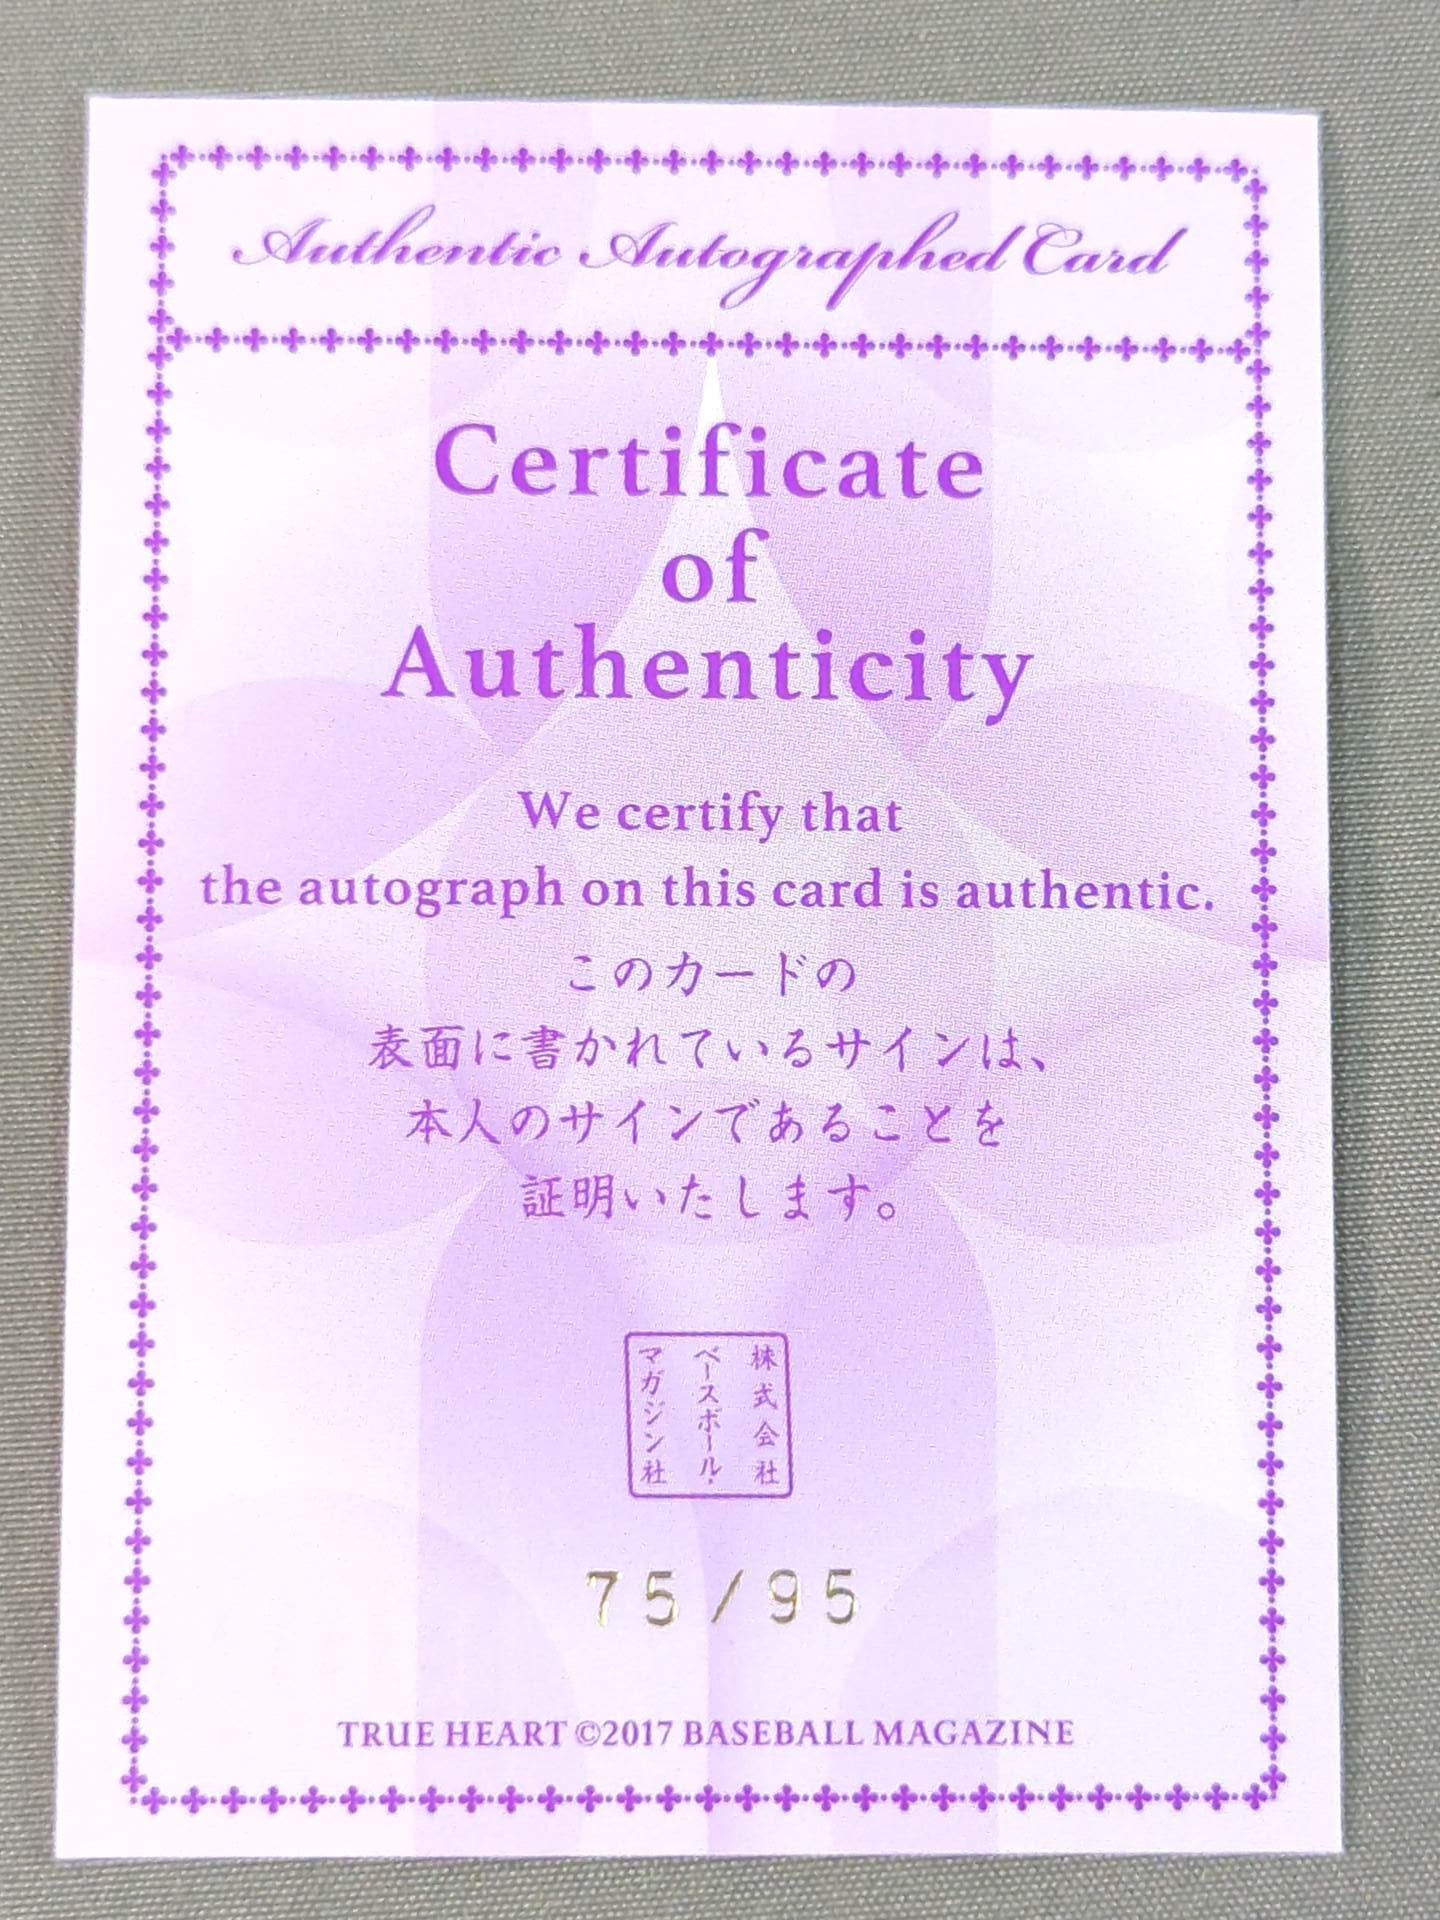 Authentic Autographed Card
Certificate
of
Authenticity
We certify that
the autograph on this card is authentic.
このカードの
表面に書かれているサインは、
本人のサインであることを
証明いたします。
株式会社
ベースボール・
マガジン社
75/95
TRUE HEART ©2017 BASEBALL MAGAZINE